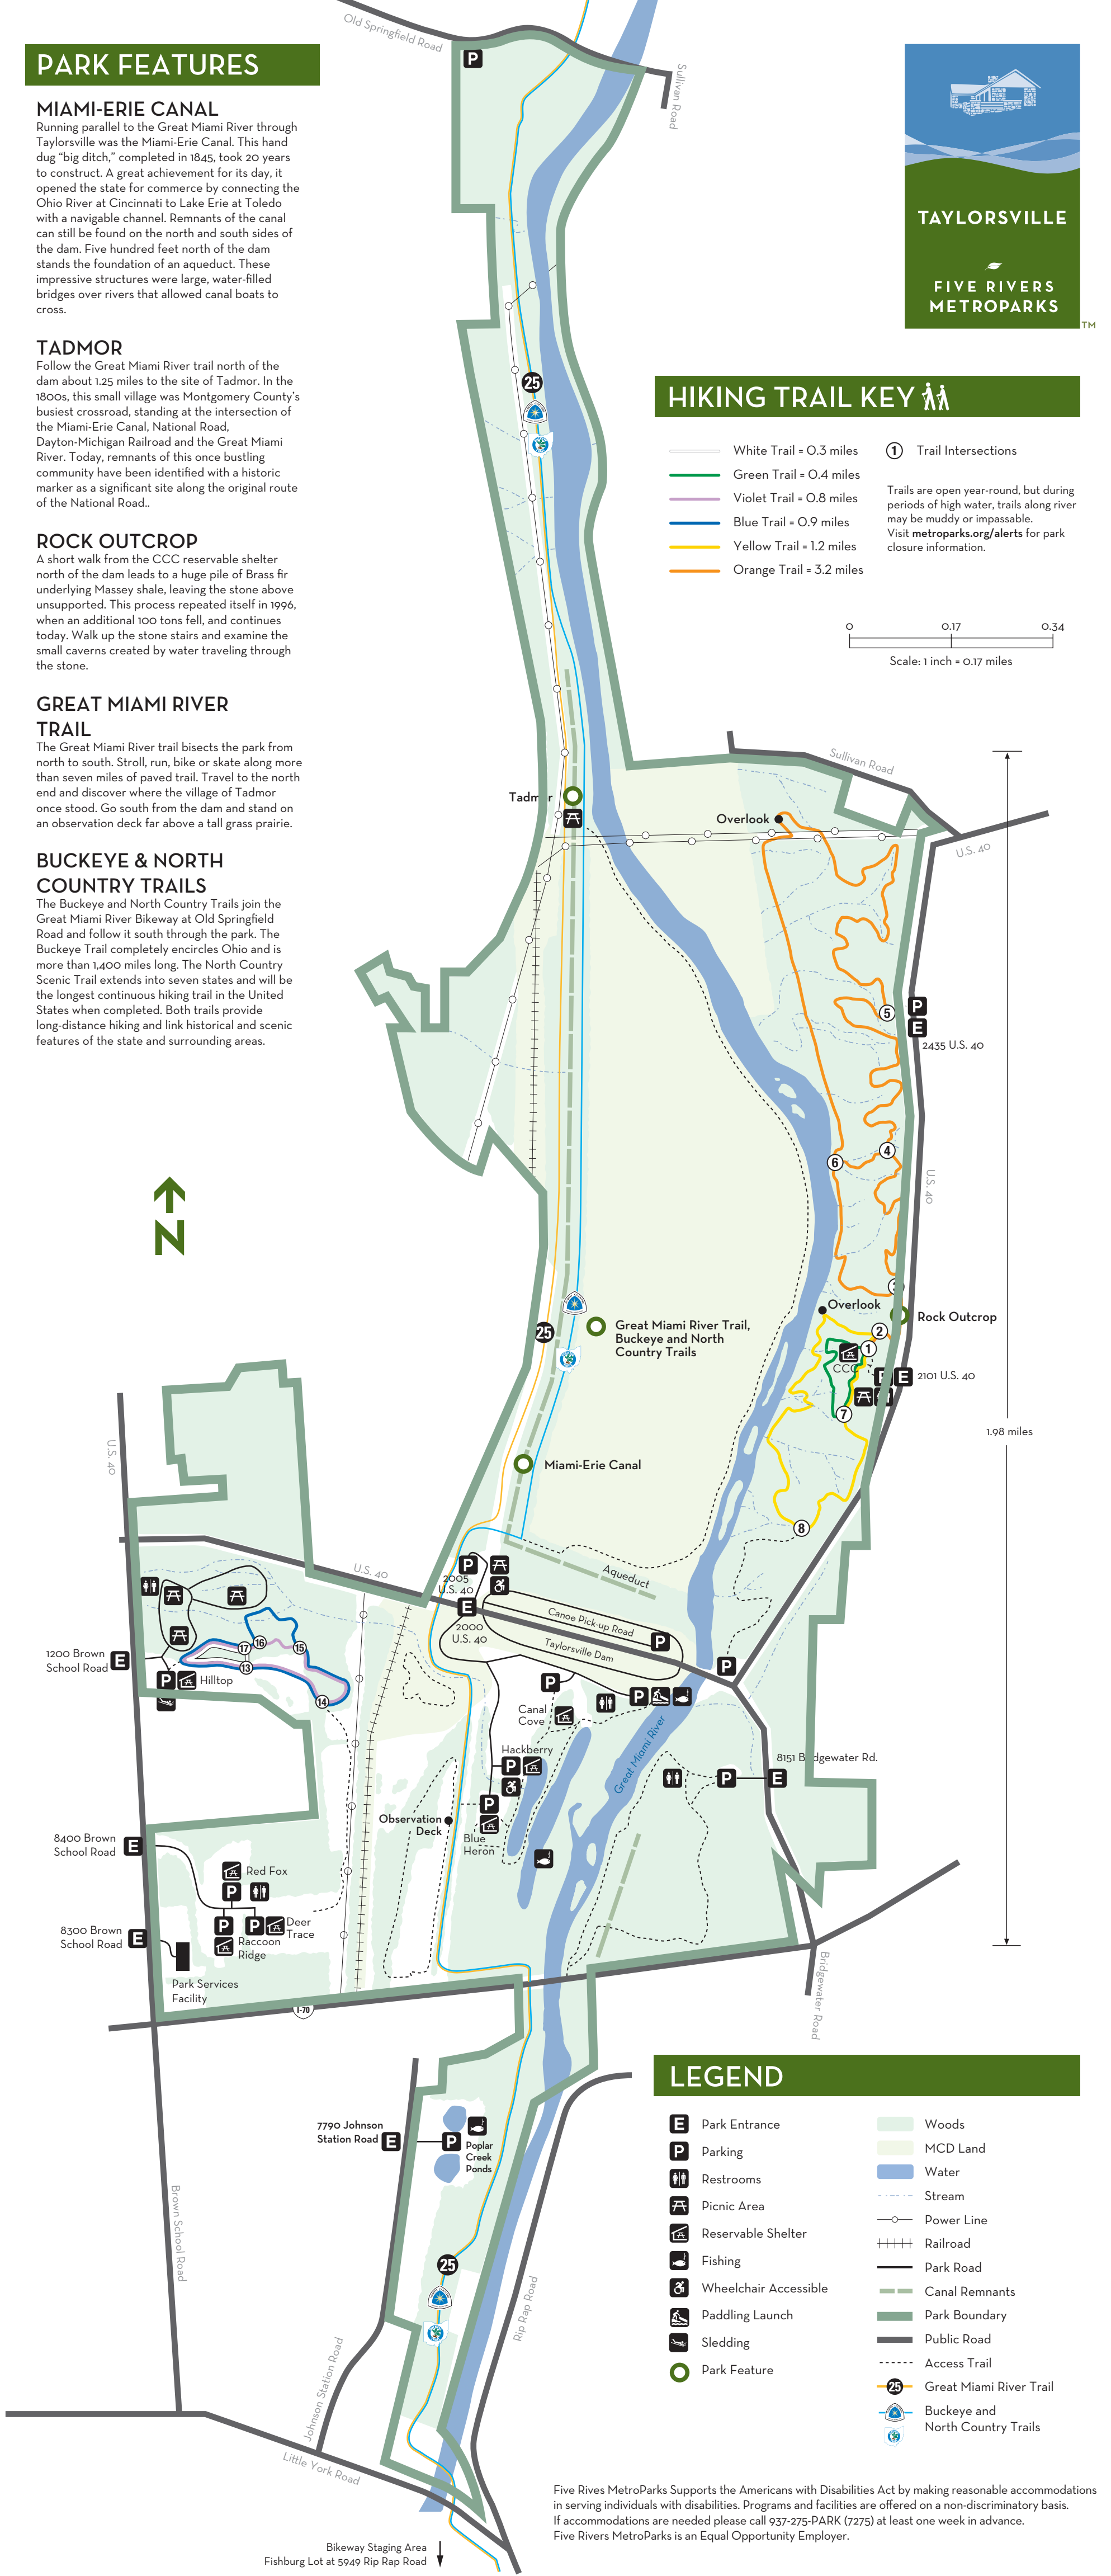 Old Springfield Road
P
Sullivan Road
PARK FEATURES
MIAMI-ERIE CANAL
Running parallel to the Great Miami River through
Taylorsville was the Miami-Erie Canal. This hand
dug “big ditch,” completed in 1845, took 20 years
to construct. A great achievement for its day, it
opened the state for commerce by connecting the
Ohio River at Cincinnati to Lake Erie at Toledo
with a navigable channel. Remnants of the canal
can still be found on the north and south sides of
the dam. Five hundred feet north of the dam
stands the foundation of an aqueduct. These
impressive structures were large, water-filled
bridges over rivers that allowed canal boats to
cross.
TADMOR
Follow the Great Miami River trail north of the
dam about 1.25 miles to the site of Tadmor. In the
1800s, this small village was Montgomery County’s
busiest crossroad, standing at the intersection of
the Miami-Erie Canal, National Road,
Dayton-Michigan Railroad and the Great Miami
River. Today, remnants of this once bustling
community have been identified with a historic
marker as a significant site along the original route
of the National Road..
ROCK OUTCROP
A short walk from the CCC reservable shelter
north of the dam leads to a huge pile of Brass fir
underlying Massey shale, leaving the stone above
unsupported. This process repeated itself in 1996,
when an additional 100 tons fell, and continues
today. Walk up the stone stairs and examine the
small caverns created by water traveling through
the stone.
GREAT MIAMI RIVER
TRAIL
The Great Miami River trail bisects the park from
north to south. Stroll, run, bike or skate along more
than seven miles of paved trail. Travel to the north
end and discover where the village of Tadmor
once stood. Go south from the dam and stand on
an observation deck far above a tall grass prairie.
BUCKEYE & NORTH
COUNTRY TRAILS
The Buckeye and North Country Trails join the
Great Miami River Bikeway at Old Springfield
Road and follow it south through the park. The
Buckeye Trail completely encircles Ohio and is
more than 1,400 miles long. The North Country
Scenic Trail extends into seven states and will be
the longest continuous hiking trail in the United
States when completed. Both trails provide
long-distance hiking and link historical and scenic
features of the state and surrounding areas.
N
TAYLORSVILLE
FIVE RIVERS
METROPARKS
TM
HIKING TRAIL KEY
White Trail = 0.3 miles
Green Trail = 0.4 miles
Violet Trail = 0.8 miles
Blue Trail = 0.9 miles
Yellow Trail = 1.2 miles
Orange Trail = 3.2 miles
1 Trail Intersections
Trails are open year-round, but during
periods of high water, trails along river
may be muddy or impassable.
Visit metroparks.org/alerts for park
closure information.
0 0.17 0.34
Scale: 1 inch = 0.17 miles
25
Sullivan Road
U.S. 40
Tadmor
Overlook
5
P
E
2435 U.S. 40
4
6
U.S. 40
3
Overlook
Rock Outcrop
2
1
CCC
P E 2101 U.S. 40
7
8
1.98 miles
25
Great Miami River Trail,
Buckeye and North
Country Trails
Miami-Erie Canal
U.S. 40
U.S. 40
P
2005
U.S. 40
E
2000
U.S. 40
Aqueduct
Canoe Pick-up Road
P
Taylorsville Dam
P
17 16 15
13
14
1200 Brown
School Road
E
P Hilltop
P
Canal
Cove
P
Great Miami River
Hackberry
P
P
Blue
Heron
Observation
Deck
8151 Bridgewater Rd.
P E
8400 Brown
School Road
E
Red Fox
P
P P Deer
Trace
Raccoon
Ridge
8300 Brown
School Road
E
Park Services
Facility
I-70
Bridgewater Road
7790 Johnson
Station Road
E P
Poplar
Creek
Ponds
Brown School Road
25
Rip Rap Road
Johnson Station Road
Little York Road
Bikeway Staging Area
Fishburg Lot at 5949 Rip Rap Road
LEGEND
E Park Entrance
P Parking
Restrooms
Picnic Area
Reservable Shelter
Fishing
Wheelchair Accessible
Paddling Launch
Sledding
Park Feature
Woods
MCD Land
Water
Stream
Power Line
Railroad
Park Road
Canal Remnants
Park Boundary
Public Road
Access Trail
25 Great Miami River Trail
Buckeye and
North Country Trails
Five Rives MetroParks Supports the Americans with Disabilities Act by making reasonable accommodations
in serving individuals with disabilities. Programs and facilities are offered on a non-discriminatory basis.
If accommodations are needed please call 937-275-PARK (7275) at least one week in advance.
Five Rivers MetroParks is an Equal Opportunity Employer.